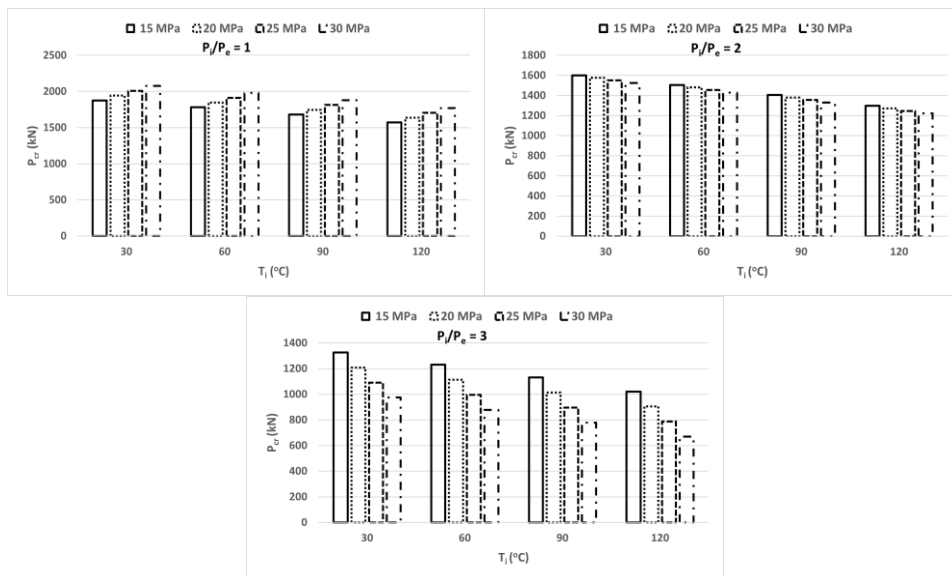 15 MPa 20 MPa 25 MPa 30 MPa
Pi/Pe = 1
2500
2000
1500
1000
500
0
Pcr (kN)
30 60 90 120
Ti (oC)
15 MPa 20 MPa 25 MPa 30 MPa
Pi/Pe = 2
1800
1600
1400
1200
1000
800
600
400
200
0
Pcr (kN)
30 60 90 120
Ti (oC)
15 MPa 20 MPa 25 MPa 30 MPa
Pi/Pe = 3
1400
1200
1000
800
600
400
200
0
Pcr (kN)
30 60 90 120
Ti (oC)